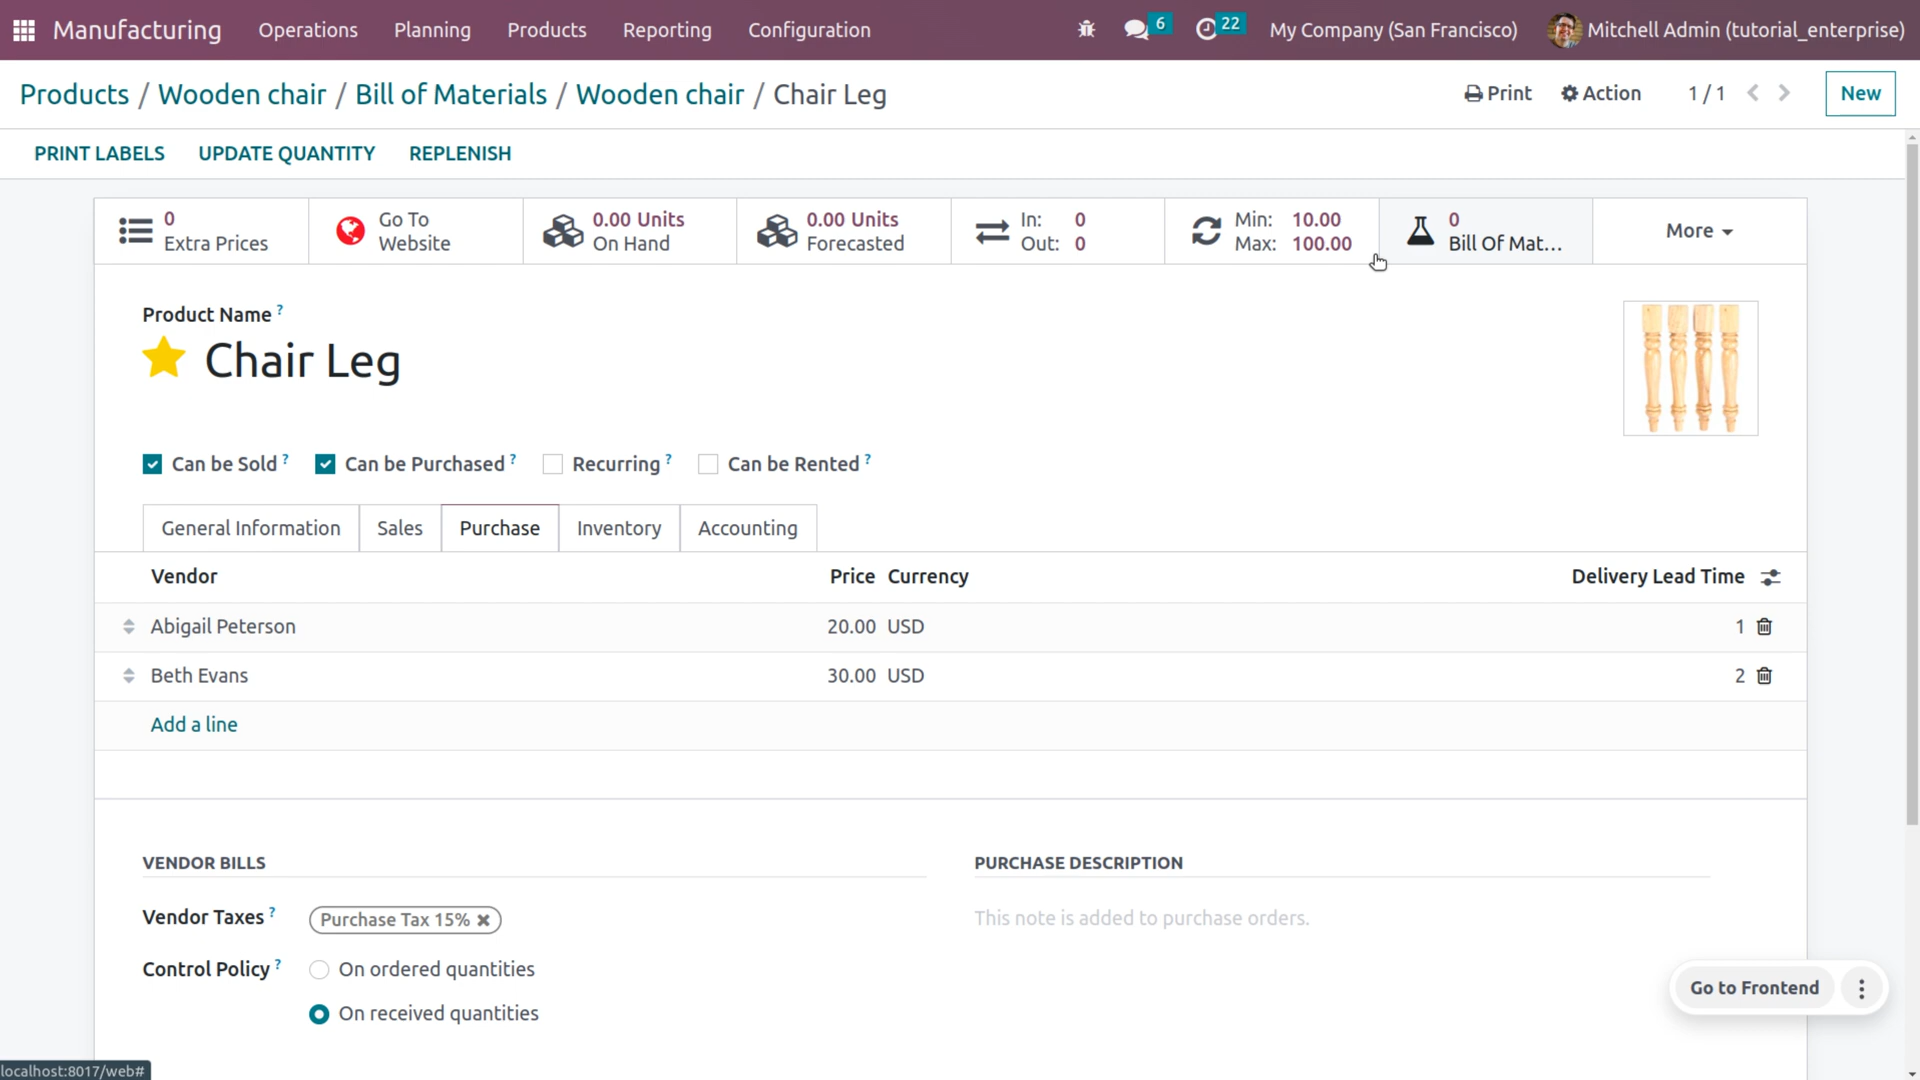 Manufacturing Operations Planning Products Reporting Configuration 6 22 My Company (San Francisco) Mitchell Admin (tutorial_enterprise)
Products / Wooden chair / Bill of Materials / Wooden chair / Chair Leg Print Action 1 / 1 New
PRINT LABELS UPDATE QUANTITY REPLENISH
0
Extra Prices
Go To
Website
0.00 Units
On Hand
0.00 Units
Forecasted
In: 0
Out: 0
Min: 10.00
Max: 100.00
0
Bill Of Mat...
More
Product Name ?
Chair Leg
Can be Sold ? Can be Purchased ? Recurring ? Can be Rented ?
General Information Sales Purchase Inventory Accounting
Vendor Price Currency Delivery Lead Time
Abigail Peterson 20.00 USD 1
Beth Evans 30.00 USD 2
Add a line
VENDOR BILLS
Vendor Taxes ? Purchase Tax 15% ✖
Control Policy ? On ordered quantities
On received quantities
PURCHASE DESCRIPTION
This note is added to purchase orders.
Go to Frontend
localhost:8017/web#